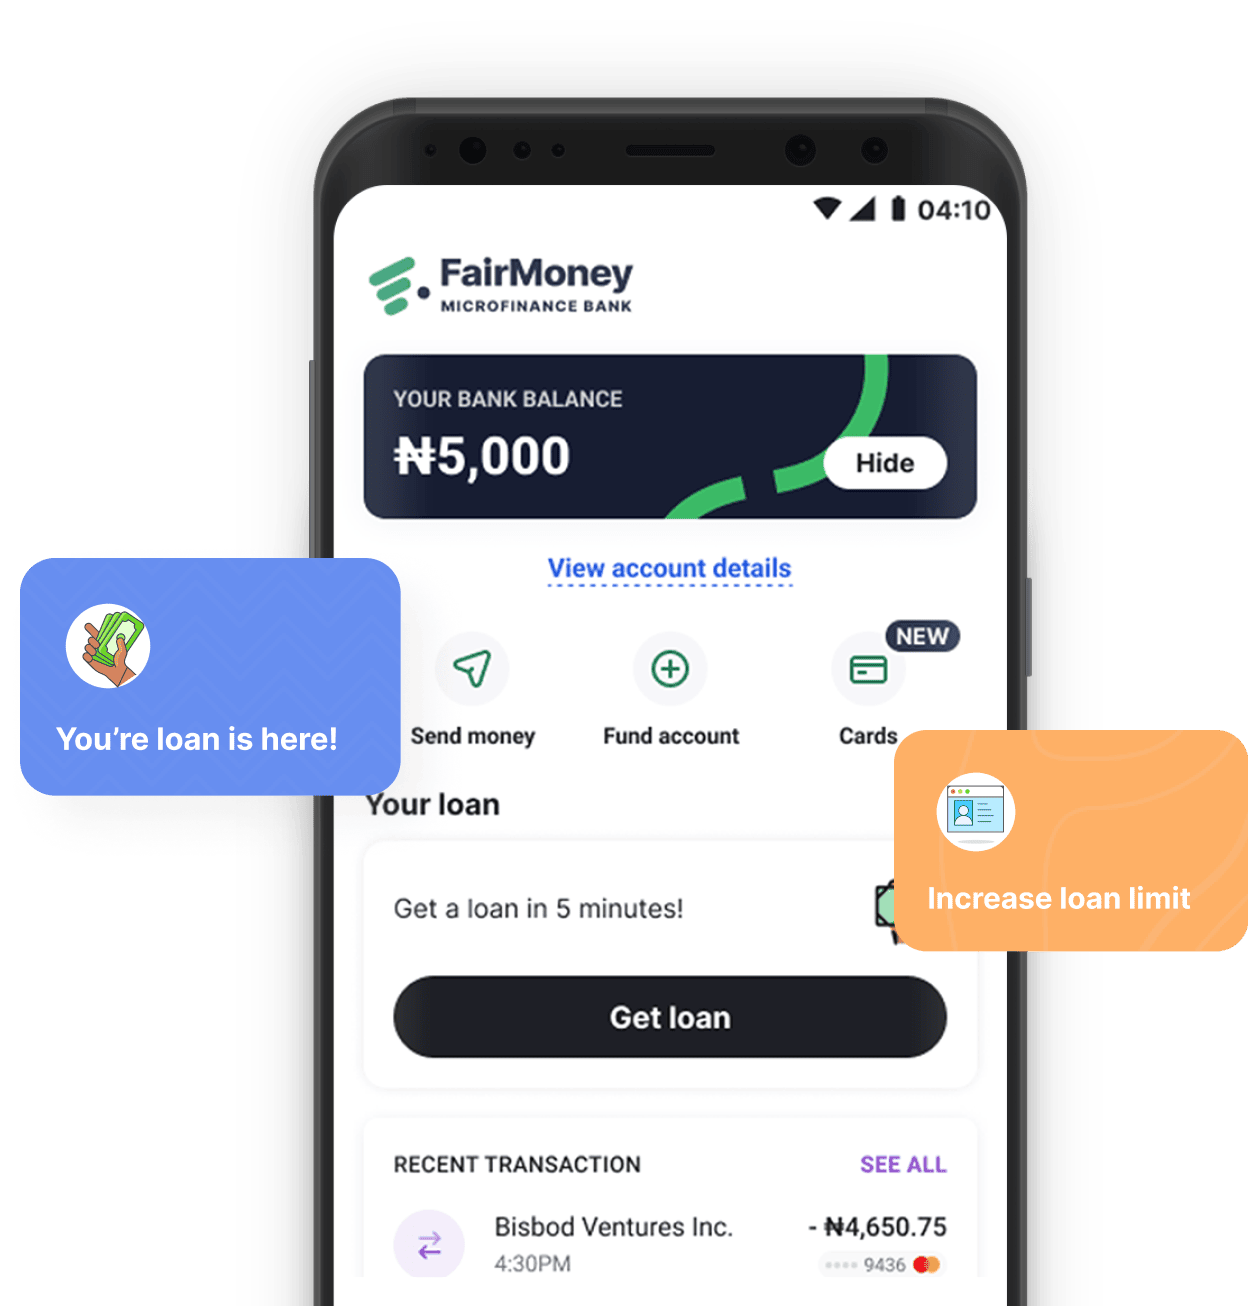 04:10
FairMoney
MICROFINANCE BANK
YOUR BANK BALANCE
₦5,000
Hide
View account details
NEW
Send money
Fund account
Cards
You’re loan is here!
Your loan
Get a loan in 5 minutes!
Increase loan limit
Get loan
RECENT TRANSACTION
SEE ALL
Bisbod Ventures Inc.
- ₦4,650.75
4:30PM
•••• 9436